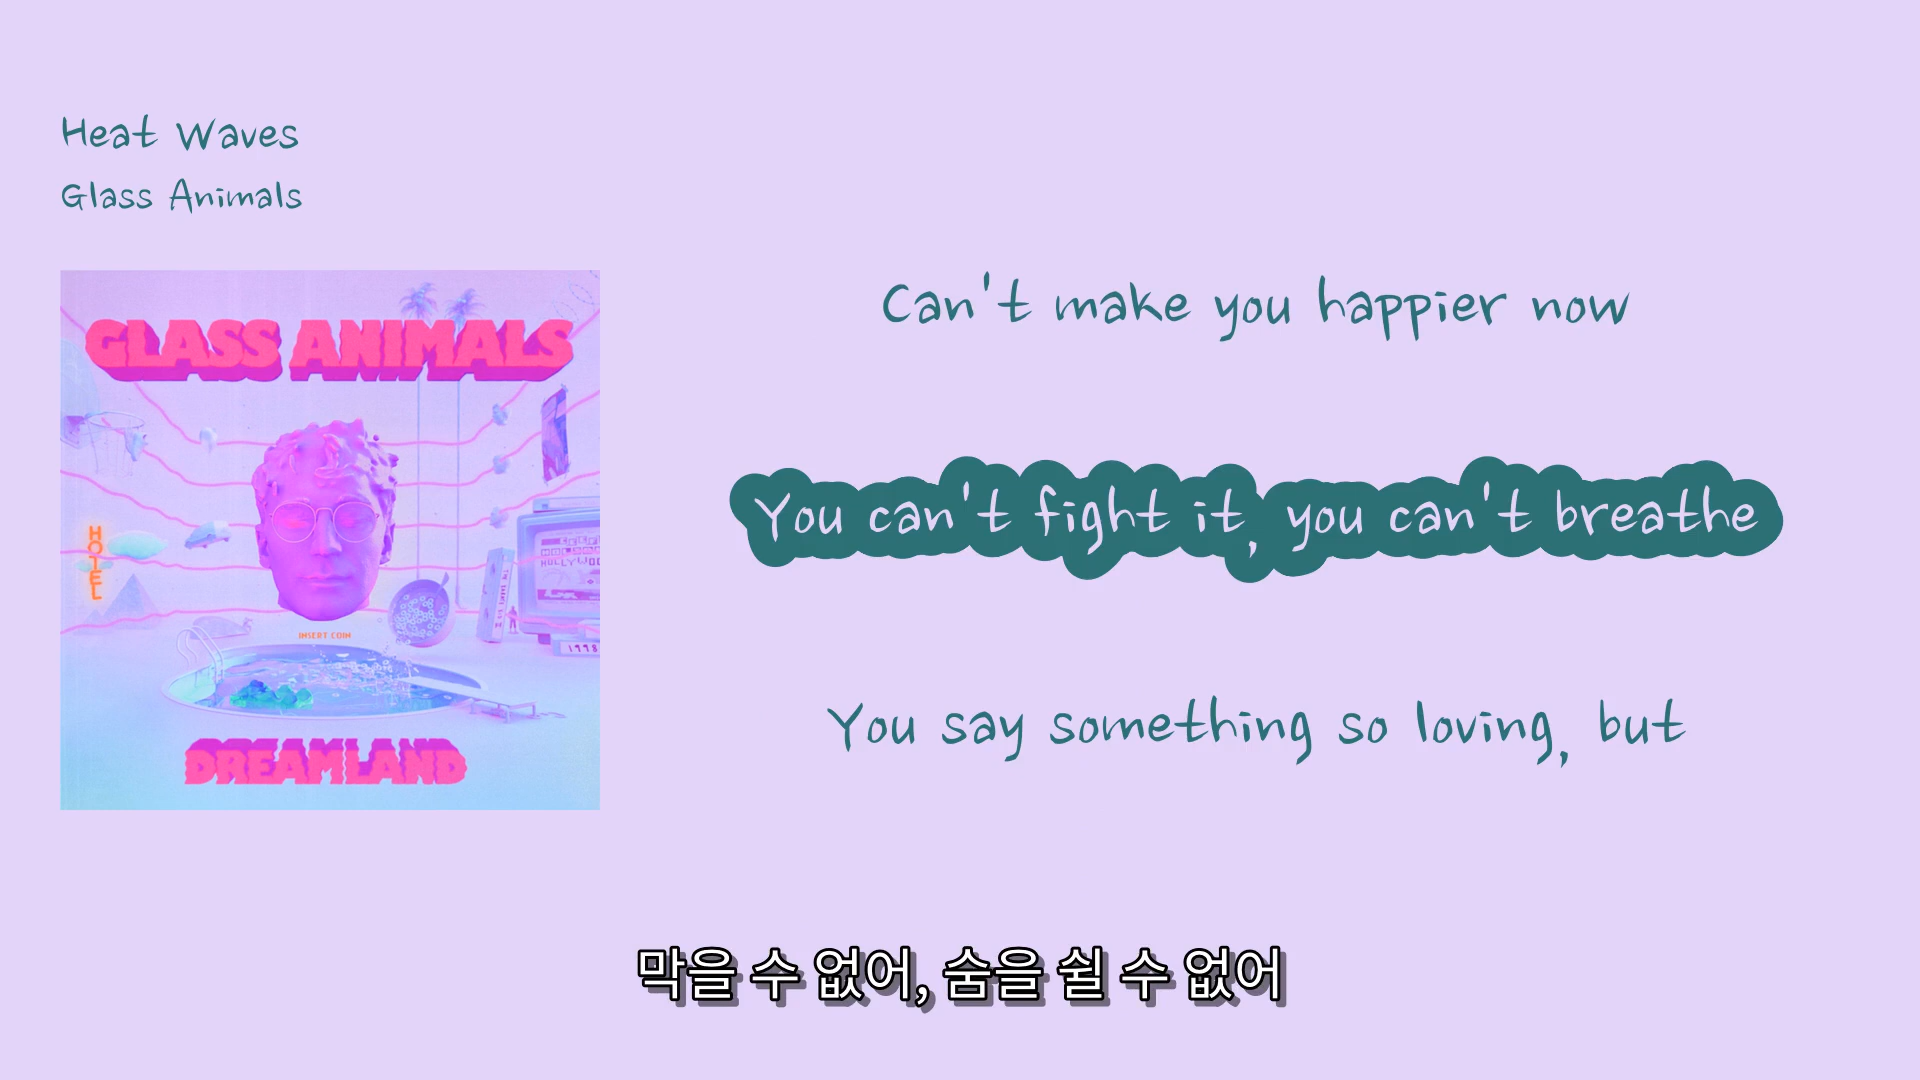 Heat Waves
Glass Animals
GLASS ANIMALS
HOTEL
INSERT COIN
DREAMLAND
Can't make you happier now
You can't fight it, you can't breathe
You say something so loving, but
막을 수 없어, 숨을 쉴 수 없어